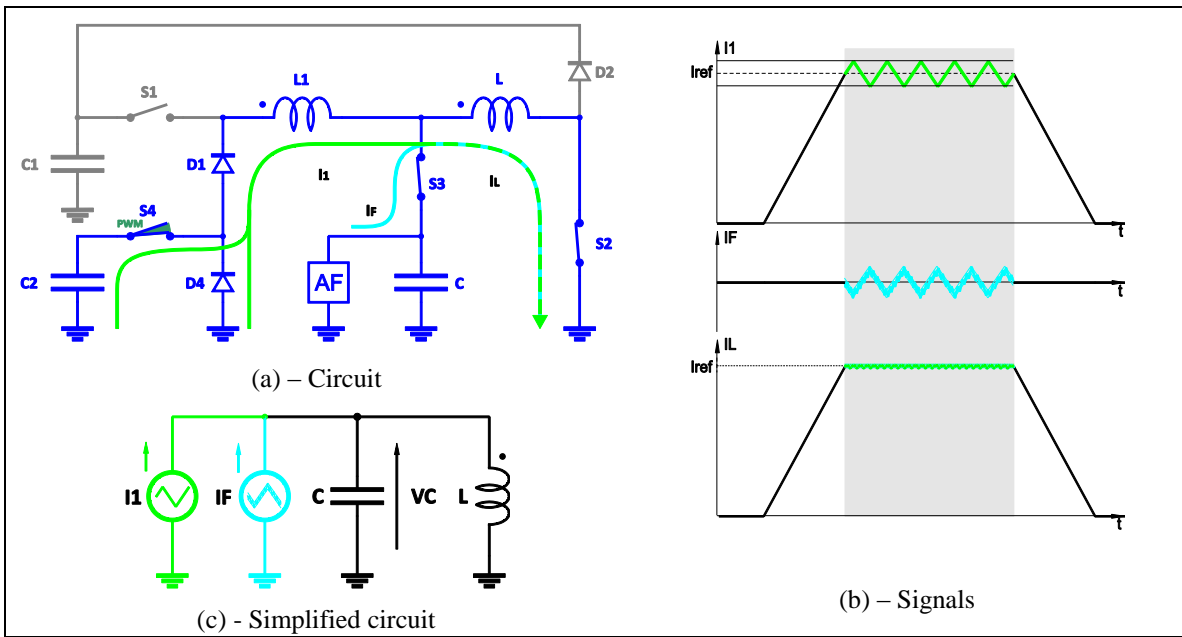 D2
L1
L
S1
C1
D1
I1
S3
IL
IF
S4
PWM
S2
C2
D4
AF
C
(a) – Circuit
I1
IF
C
VC
L
(c) - Simplified circuit
I1
Iref
t
IF
t
IL
Iref
t
(b) – Signals